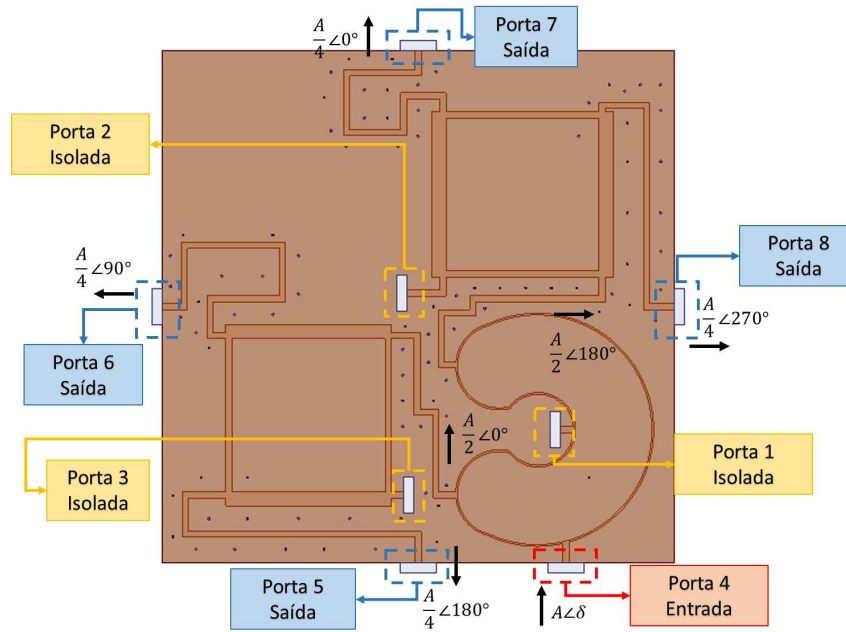 A/4 ∠0°
Porta 7
Saída
Porta 2
Isolada
Porta 8
Saída
A/4 ∠90°
A/4 ∠270°
Porta 6
Saída
A/2 ∠180°
A/2 ∠0°
Porta 1
Isolada
Porta 3
Isolada
Porta 5
Saída
A/4 ∠180°
A∠δ
Porta 4
Entrada